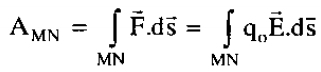 A_MN = ∫_MN F⃗.ds⃗ = ∫_MN q₀E⃗.ds⃗